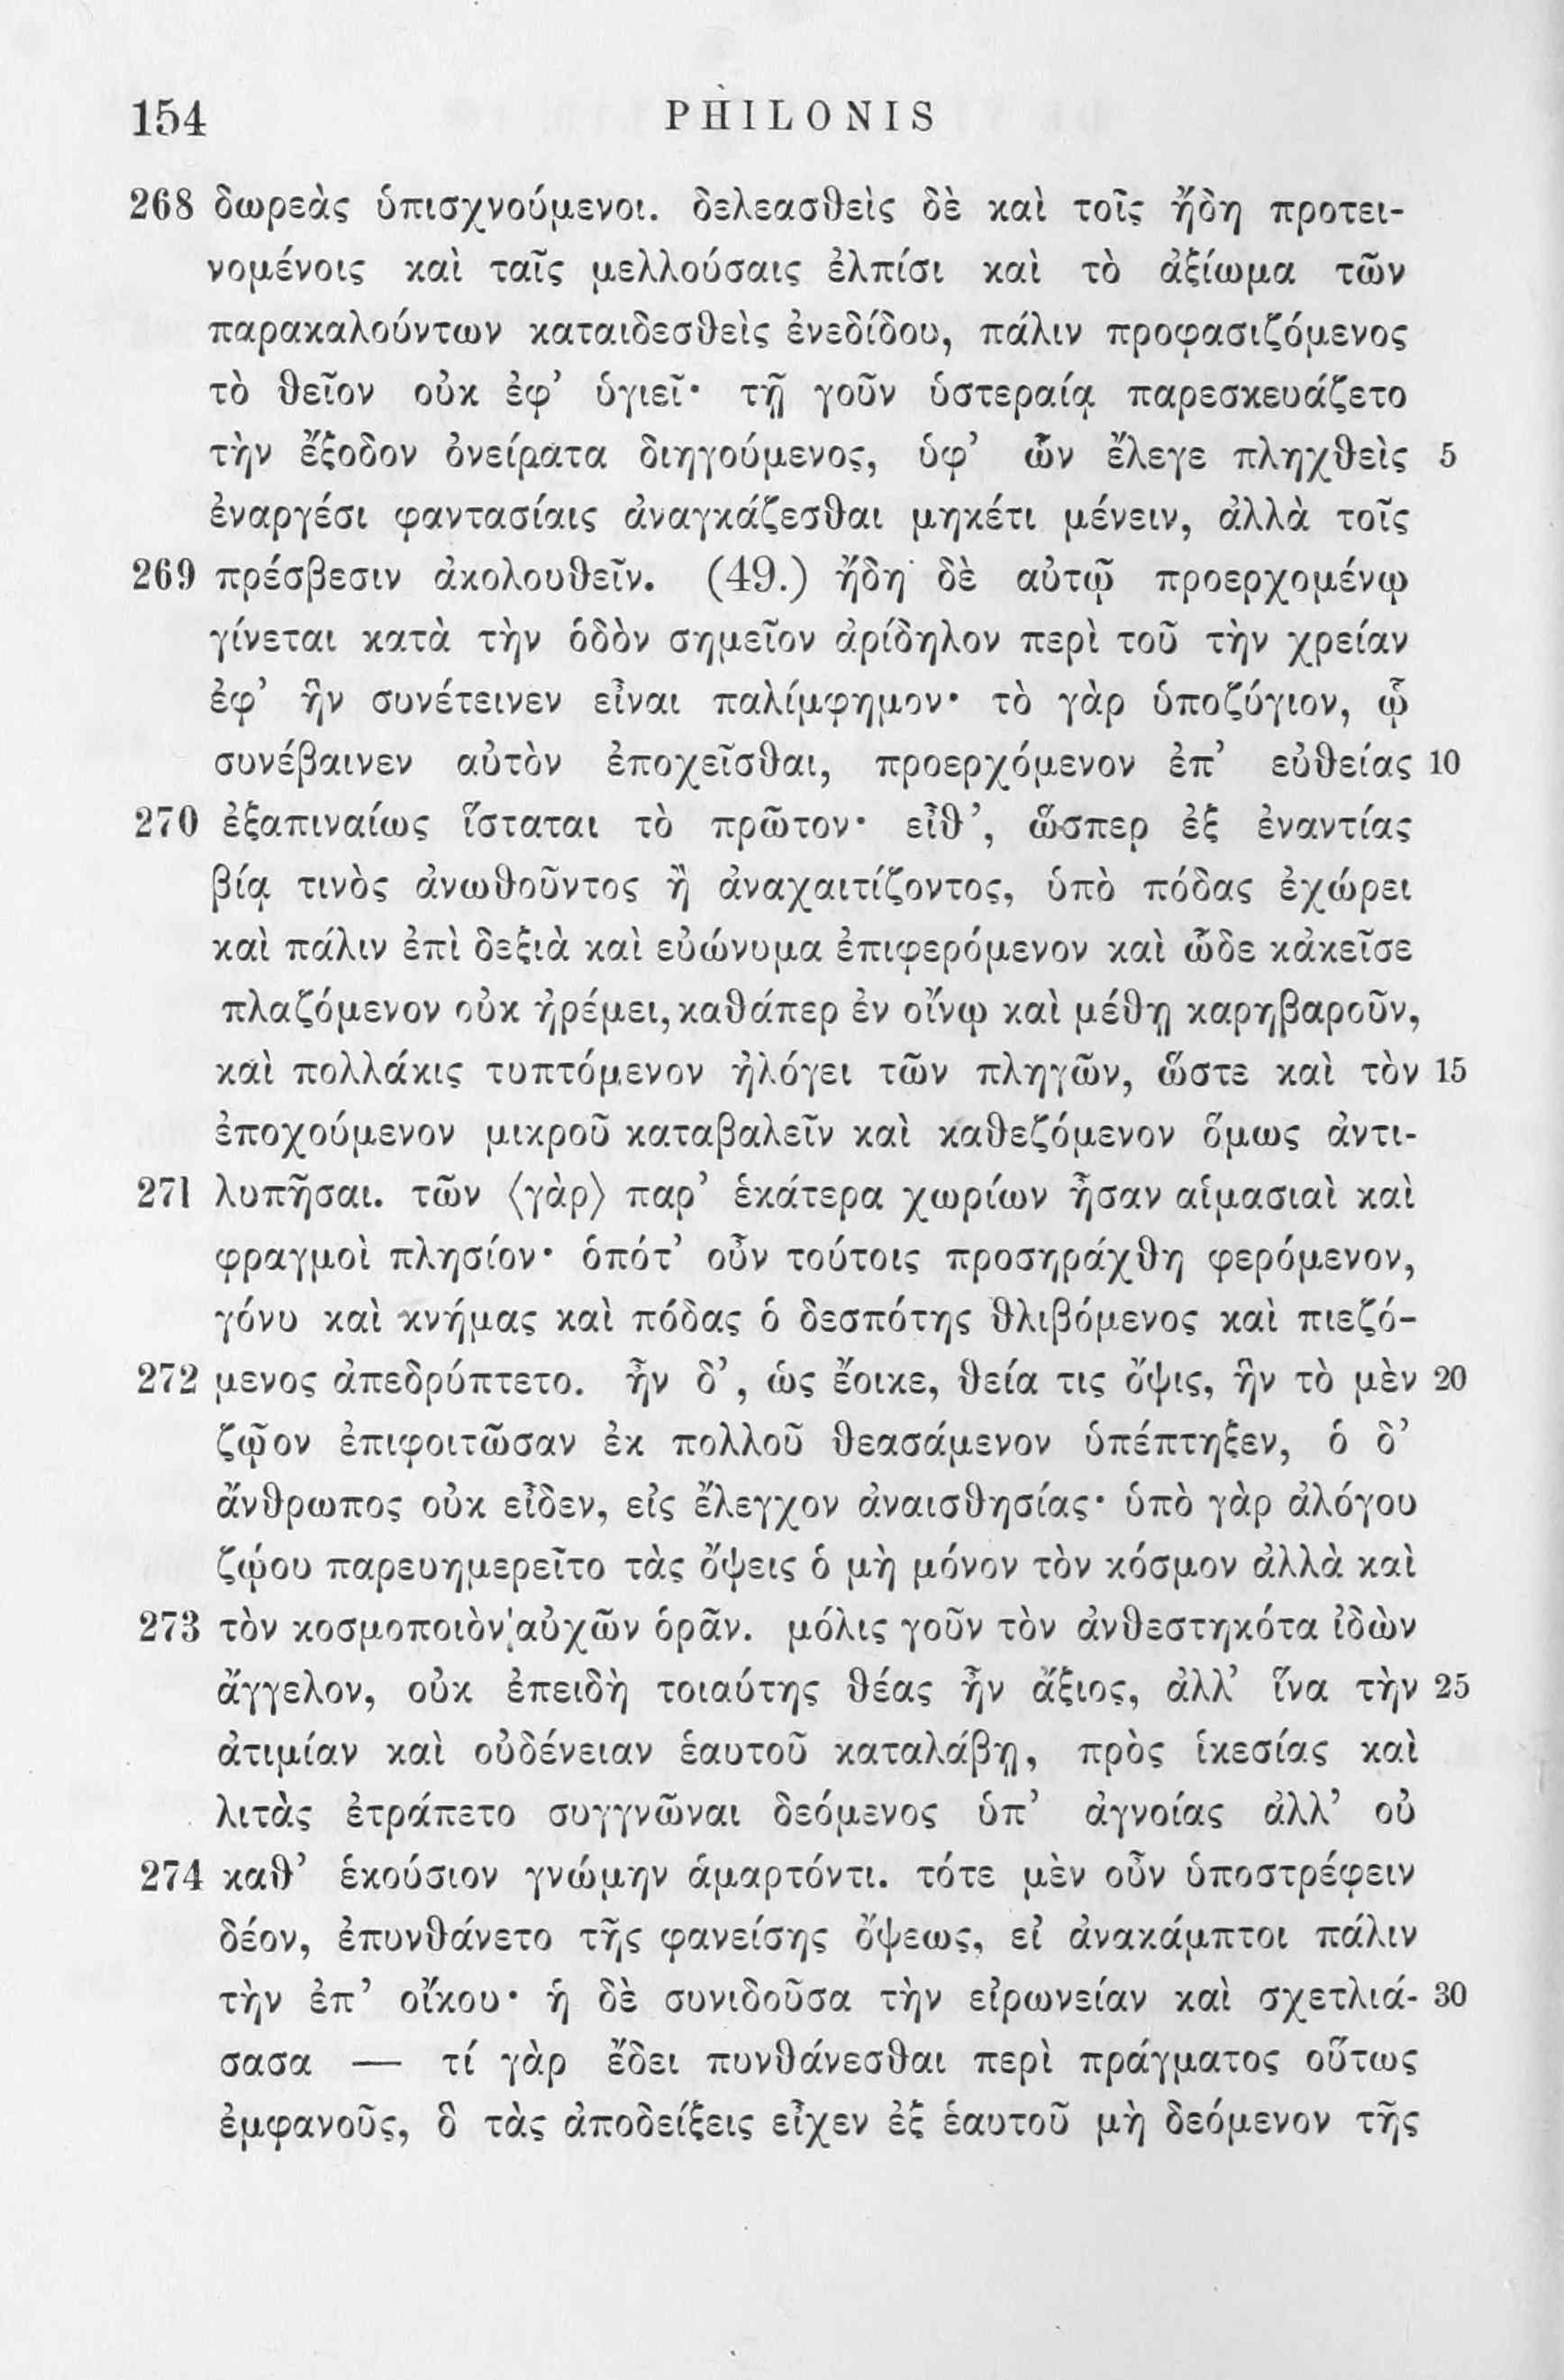 154 PHILONIS
268 δωρεὰς ὑπισχνούμενοι. δελεασθεὶς δὲ καὶ τοῖς ἤδη προτει-
νομένοις καὶ ταῖς μελλούσαις ἐλπίσι καὶ τὸ ἀξίωμα τῶν
παρακαλούντων καταιδεσθεὶς ἐνεδίδου, πάλιν προφασιζόμενος
τὸ θεῖον οὐκ ἐφ’ ὑγιεῖ· τῇ γοῦν ὑστεραίᾳ παρεσκευάζετο
τὴν ἔξοδον ὀνείρατα διηγούμενος, ὑφ’ ὧν ἔλεγε πληχθεὶς 5
ἐναργέσι φαντασίαις ἀναγκάζεσθαι μηκέτι μένειν, ἀλλὰ τοῖς
269 πρέσβεσιν ἀκολουθεῖν. (49.) ἤδη δὲ αὐτῷ προερχομένῳ
γίνεται κατὰ τὴν ὁδὸν σημεῖον ἀρίδηλον περὶ τοῦ τὴν χρείαν
ἐφ’ ἣν συνέτεινεν εἶναι παλίμφημον· τὸ γὰρ ὑποζύγιον, ᾧ
συνέβαινεν αὐτὸν ἐποχεῖσθαι, προερχόμενον ἐπ’ εὐθείας 10
270 ἐξαπιναίως ἵσταται τὸ πρῶτον· εἶθ’, ὥσπερ ἐξ ἐναντίας
βίᾳ τινὸς ἀνωθοῦντος ἢ ἀναχαιτίζοντος, ὑπὸ πόδας ἐχώρει
καὶ πάλιν ἐπὶ δεξιὰ καὶ εὐώνυμα ἐπιφερόμενον καὶ ὧδε κἀκεῖσε
πλαζόμενον οὐκ ἠρέμει, καθάπερ ἐν οἴνῳ καὶ μέθῃ καρηβαροῦν,
καὶ πολλάκις τυπτόμενον ἠλόγει τῶν πληγῶν, ὥστε καὶ τὸν 15
ἐποχούμενον μικροῦ καταβαλεῖν καὶ καθεζόμενον ὅμως ἀντι-
271 λυπῆσαι. τῶν ⟨γὰρ⟩ παρ’ ἑκάτερα χωρίων ἦσαν αἱμασιαὶ καὶ
φραγμοὶ πλησίον· ὁπότ’ οὖν τούτοις προσηράχθη φερόμενον,
γόνυ καὶ κνήμας καὶ πόδας ὁ δεσπότης θλιβόμενος καὶ πιεζό-
272 μενος ἀπεδρύπτετο. ἦν δ’, ὡς ἔοικε, θεία τις ὄψις, ἣν τὸ μὲν 20
ζῷον ἐπιφοιτῶσαν ἐκ πολλοῦ θεασάμενον ὑπέπτηξεν, ὁ δ’
ἄνθρωπος οὐκ εἶδεν, εἰς ἔλεγχον ἀναισθησίας· ὑπὸ γὰρ ἀλόγου
ζῴου παρευημερεῖτο τὰς ὄψεις ὁ μὴ μόνον τὸν κόσμον ἀλλὰ καὶ
273 τὸν κοσμοποιὸν αὐχῶν ὁρᾶν. μόλις γοῦν τὸν ἀνθεστηκότα ἰδὼν
ἄγγελον, οὐκ ἐπειδὴ τοιαύτης θέας ἦν ἄξιος, ἀλλ’ ἵνα τὴν 25
ἀτιμίαν καὶ οὐδένειαν ἑαυτοῦ καταλάβῃ, πρὸς ἱκεσίας καὶ
λιτὰς ἐτράπετο συγγνῶναι δεόμενος ὑπ’ ἀγνοίας ἀλλ’ οὐ
274 καθ’ ἑκούσιον γνώμην ἁμαρτόντι. τότε μὲν οὖν ὑποστρέφειν
δέον, ἐπυνθάνετο τῆς φανείσης ὄψεως, εἰ ἀνακάμπτοι πάλιν
τὴν ἐπ’ οἴκου· ἡ δὲ συνιδοῦσα τὴν εἰρωνείαν καὶ σχετλιά- 30
σασα — τί γὰρ ἔδει πυνθάνεσθαι περὶ πράγματος οὕτως
ἐμφανοῦς, ὃ τὰς ἀποδείξεις εἶχεν ἐξ ἑαυτοῦ μὴ δεόμενον τῆς